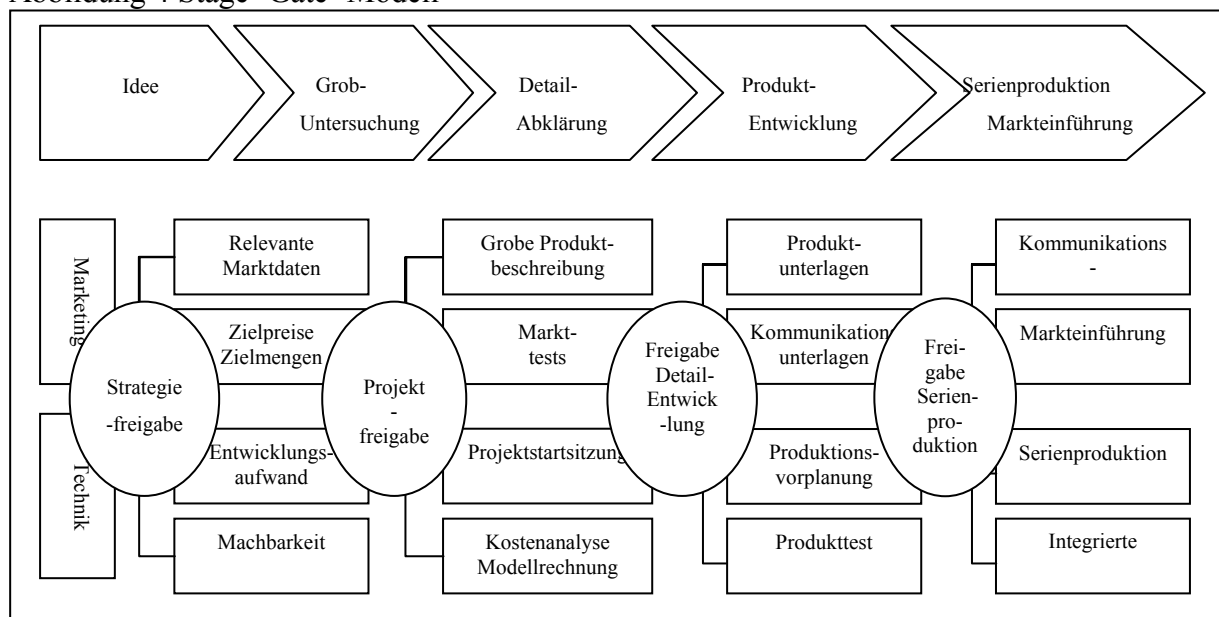 Abbildung 4 Stage- Gate- Modell
Idee
Grob-
Untersuchung
Detail-
Abklärung
Produkt-
Entwicklung
Serienproduktion
Markteinführung
Marketing
Technik
Strategie
-freigabe
Relevante
Marktdaten
Zielpreise
Zielmengen
Entwicklungs-
aufwand
Machbarkeit
Projekt
-
freigabe
Grobe Produkt-
beschreibung
Markt-
tests
Projektstartsitzung
Kostenanalyse
Modellrechnung
Freigabe
Detail-
Entwick
-lung
Produkt-
unterlagen
Kommunikations
unterlagen
Produktions-
vorplanung
Produkttest
Frei-
gabe
Serien-
pro-
duktion
Kommunikations
-
Markteinführung
Serienproduktion
Integrierte